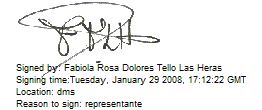 Signed by: Fabiola Rosa Dolores Tello Las Heras
Signing time:Tuesday, January 29 2008, 17:12:22 GMT
Location: dms
Reason to sign: representante